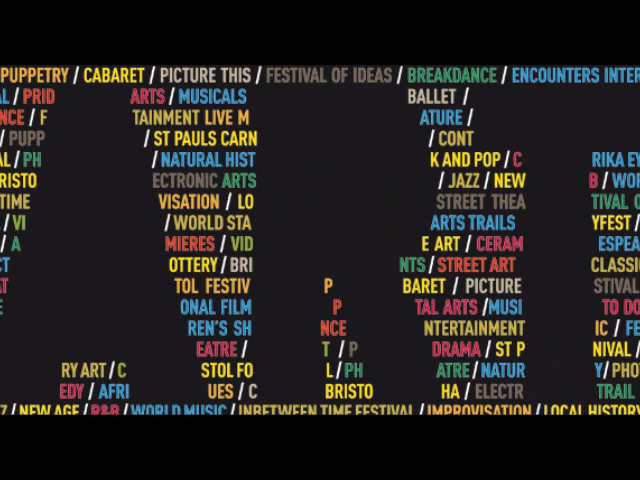 PUPPETRY / CABARET / PICTURE THIS / FESTIVAL OF IDEAS / BREAKDANCE / ENCOUNTERS INTER
AL / PRID ARTS / MUSICALS BALLET /
NCE / F TAINMENT LIVE M ATURE /
/ PUPP / ST PAULS CARN / CONT
AL / PH / NATURAL HIST K AND POP / C RIKA EY
RISTO ECTRONIC ARTS / JAZZ / NEW B / WOR
TIME VISATION / LO STREET THEA TIVAL O
/ VI / WORLD STA ARTS TRAILS YFEST /
/ A MIERES / VID E ART / CERAM ESPEA
CT OTTERY / BRI NTS / STREET ART CLASSIC
AT TOL FESTIV P BARET / PICTURE STIVAL
E ONAL FILM P TAL ARTS / MUSI TO DO
REN'S SH NCE NTERTAINMENT IC / FE
EATRE / T / P DRAMA / ST P NIVAL /
RY ART / C STOL FO L / PH ATRE / NATUR Y / PHO
EDY / AFRI UES / C BRISTO HA / ELECTR TRAIL
Z / NEW AGE / R&B / WORLD MUSIC / INBETWEEN TIME FESTIVAL / IMPROVISATION / LOCAL HISTORY